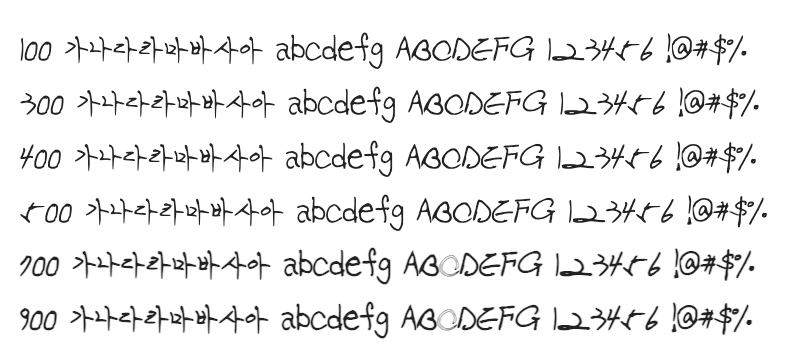 100 가나다라마바사아 abcdefg ABCDEFG 123456 !@#$%
300 가나다라마바사아 abcdefg ABCDEFG 123456 !@#$%
400 가나다라마바사아 abcdefg ABCDEFG 123456 !@#$%
500 가나다라마바사아 abcdefg ABCDEFG 123456 !@#$%
700 가나다라마바사아 abcdefg ABCDEFG 123456 !@#$%
900 가나다라마바사아 abcdefg ABCDEFG 123456 !@#$%